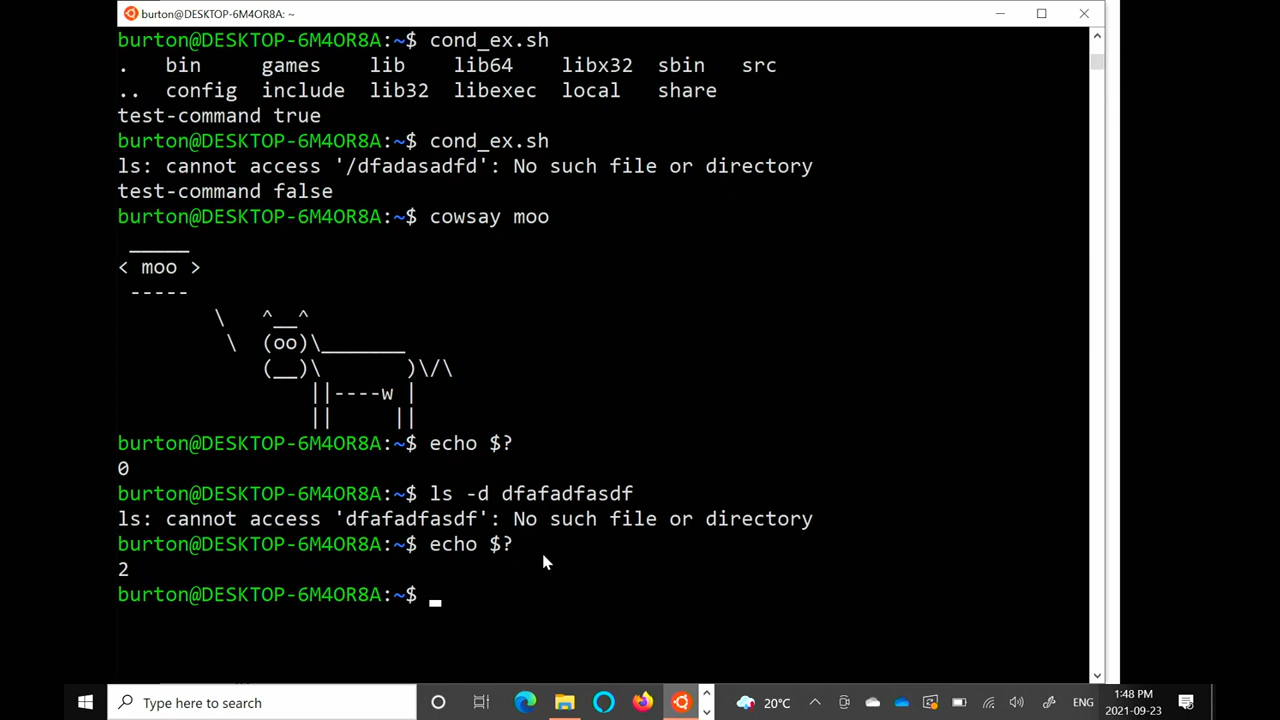 burton@DESKTOP-6M4OR8A: ~
burton@DESKTOP-6M4OR8A:~$ cond_ex.sh
.   bin     games    lib    lib64    libx32  sbin   src
..  config  include  lib32  libexec  local   share
test-command true
burton@DESKTOP-6M4OR8A:~$ cond_ex.sh
ls: cannot access '/dfadasadfd': No such file or directory
test-command false
burton@DESKTOP-6M4OR8A:~$ cowsay moo
 _____
< moo >
 -----
        \   ^__^
         \  (oo)\_______
            (__)\       )\/\
                ||----w |
                ||     ||
burton@DESKTOP-6M4OR8A:~$ echo $?
0
burton@DESKTOP-6M4OR8A:~$ ls -d dfafadfasdf
ls: cannot access 'dfafadfasdf': No such file or directory
burton@DESKTOP-6M4OR8A:~$ echo $?
2
burton@DESKTOP-6M4OR8A:~$
Type here to search
20°C
ENG
1:48 PM
2021-09-23